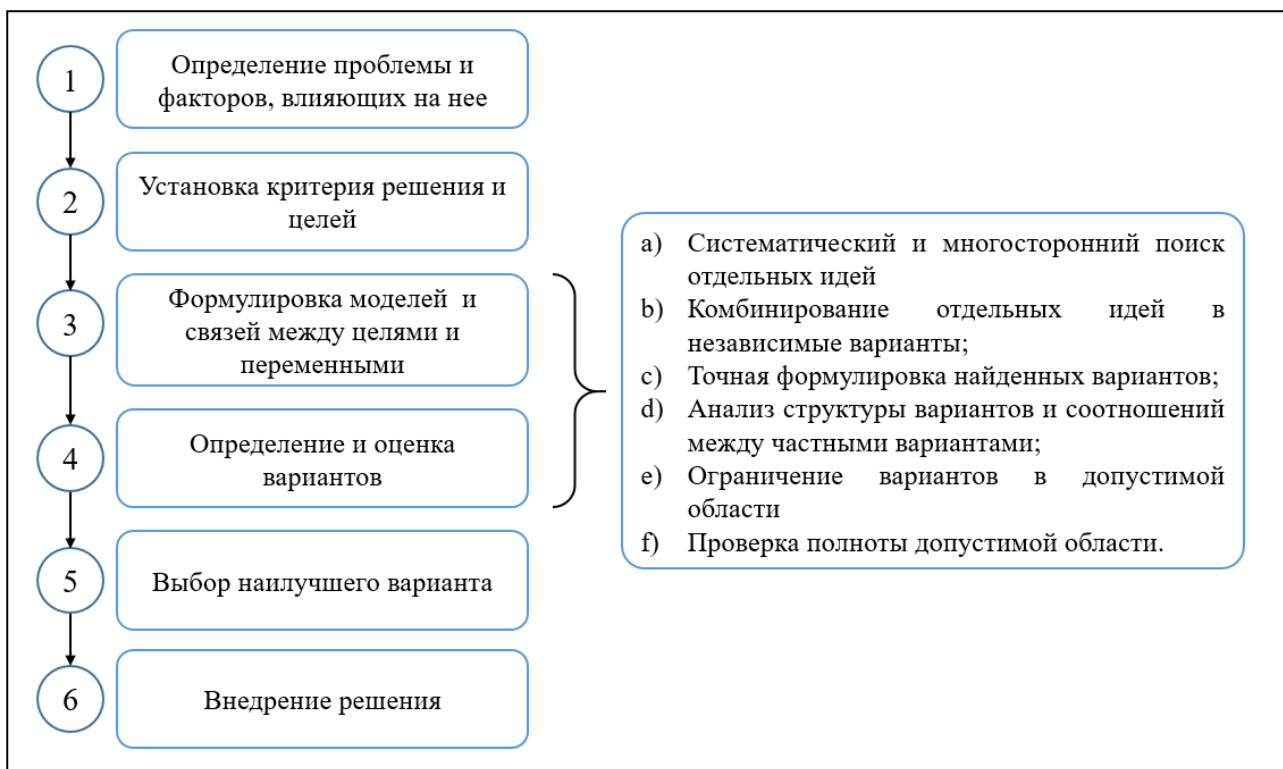 1
Определение проблемы и
факторов, влияющих на нее
2
Установка критерия решения и
целей
3
Формулировка моделей и
связей между целями и
переменными
4
Определение и оценка
вариантов
5
Выбор наилучшего варианта
6
Внедрение решения
a) Систематический и многосторонний поиск
отдельных идей
b) Комбинирование отдельных идей в
независимые варианты;
c) Точная формулировка найденных вариантов;
d) Анализ структуры вариантов и соотношений
между частными вариантами;
e) Ограничение вариантов в допустимой
области
f) Проверка полноты допустимой области.